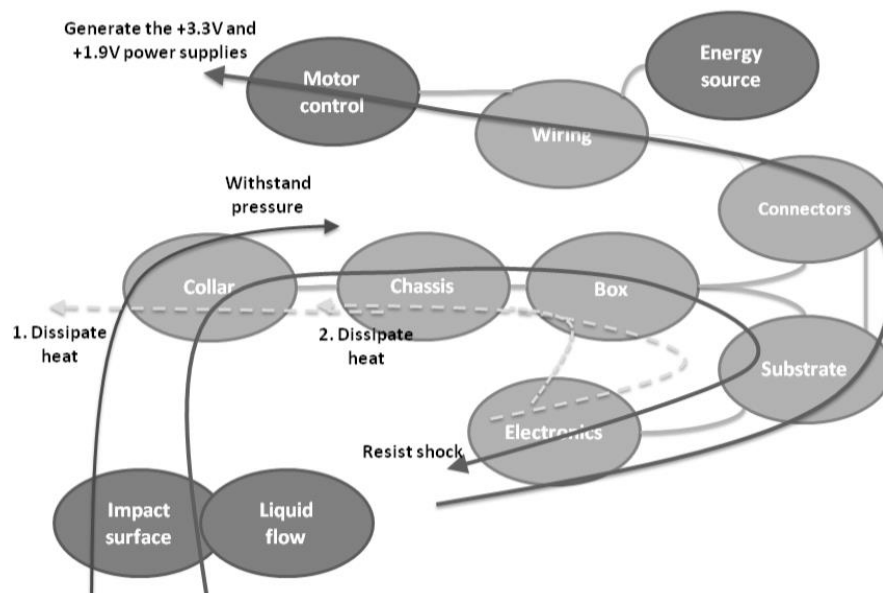 Generate the +3.3V and
+1.9V power supplies
Motor
control
Energy
source
Wiring
Withstand
pressure
Connectors
Collar
Chassis
Box
1. Dissipate
heat
2. Dissipate
heat
Substrate
Electronics
Resist shock
Impact
surface
Liquid
flow